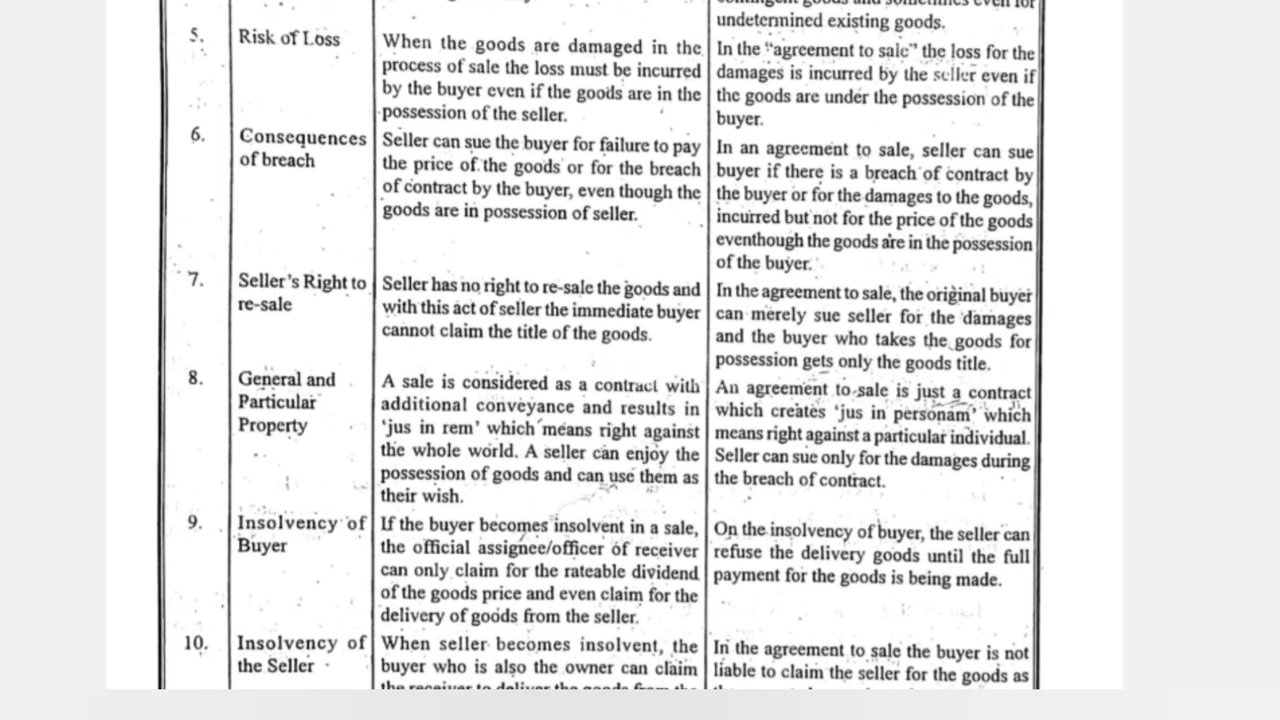 undetermined existing goods.
5.
Risk of Loss
When the goods are damaged in the
process of sale the loss must be incurred
by the buyer even if the goods are in the
possession of the seller.
In the "agreement to sale" the loss for the
damages is incurred by the seller even if
the goods are under the possession of the
buyer.
6.
Consequences
of breach
Seller can sue the buyer for failure to pay
the price of the goods or for the breach
of contract by the buyer, even though the
goods are in possession of seller.
In an agreement to sale, seller can sue
buyer if there is a breach of contract by
the buyer or for the damages to the goods,
incurred but not for the price of the goods
eventhough the goods are in the possession
of the buyer.
7.
Seller's Right to
re-sale
Seller has no right to re-sale the goods and
with this act of seller the immediate buyer
cannot claim the title of the goods.
In the agreement to sale, the original buyer
can merely sue seller for the damages
and the buyer who takes the goods for
possession gets only the goods title.
8.
General and
Particular
Property
A sale is considered as a contract with
additional conveyance and results in
'jus in rem' which means right against
the whole world. A seller can enjoy the
possession of goods and can use them as
their wish.
An agreement to sale is just a contract
which creates 'jus in personam' which
means right against a particular individual.
Seller can sue only for the damages during
the breach of contract.
9.
Insolvency of
Buyer
If the buyer becomes insolvent in a sale,
the official assignee/officer of receiver
can only claim for the rateable dividend
of the goods price and even claim for the
delivery of goods from the seller.
On the insolvency of buyer, the seller can
refuse the delivery goods until the full
payment for the goods is being made.
10.
Insolvency of
the Seller
When seller becomes insolvent, the
buyer who is also the owner can claim
In the agreement to sale the buyer is not
liable to claim the seller for the goods as